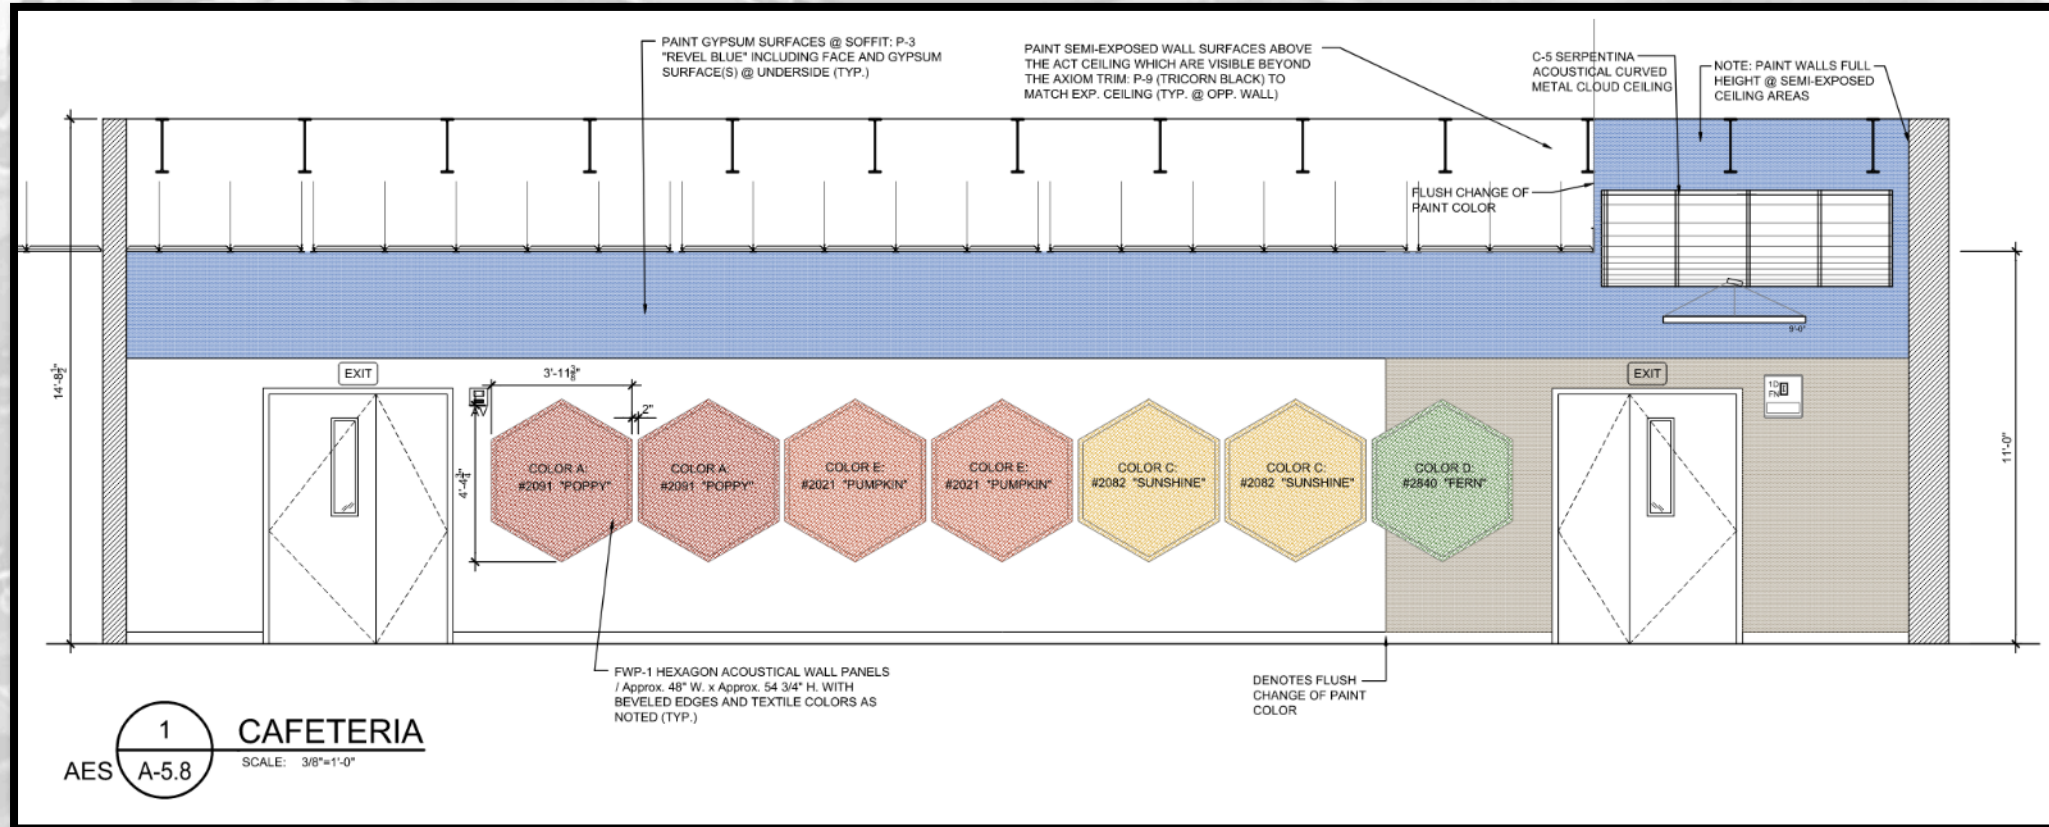 PAINT GYPSUM SURFACES @ SOFFIT: P-3
"REVEL BLUE" INCLUDING FACE AND GYPSUM
SURFACE(S) @ UNDERSIDE (TYP.)
PAINT SEMI-EXPOSED WALL SURFACES ABOVE
THE ACT CEILING WHICH ARE VISIBLE BEYOND
THE AXIOM TRIM: P-9 (TRICORN BLACK) TO
MATCH EXP. CEILING (TYP. @ OPP. WALL)
C-5 SERPENTINA
ACOUSTICAL CURVED
METAL CLOUD CEILING
NOTE: PAINT WALLS FULL
HEIGHT @ SEMI-EXPOSED
CEILING AREAS
FLUSH CHANGE OF
PAINT COLOR
14'-8½"
9'-0"
11'-0"
EXIT
3'-11⅜"
2"
AV
4'-4¾"
EXIT
1D
FN
COLOR A:
#2091 "POPPY"
COLOR A:
#2091 "POPPY"
COLOR E:
#2021 "PUMPKIN"
COLOR E:
#2021 "PUMPKIN"
COLOR C:
#2082 "SUNSHINE"
COLOR C:
#2082 "SUNSHINE"
COLOR D:
#2840 "FERN"
FWP-1 HEXAGON ACOUSTICAL WALL PANELS
/ Approx. 48" W. x Approx. 54 3/4" H. WITH
BEVELED EDGES AND TEXTILE COLORS AS
NOTED (TYP.)
DENOTES FLUSH
CHANGE OF PAINT
COLOR
1
AES A-5.8
CAFETERIA
SCALE: 3/8"=1'-0"